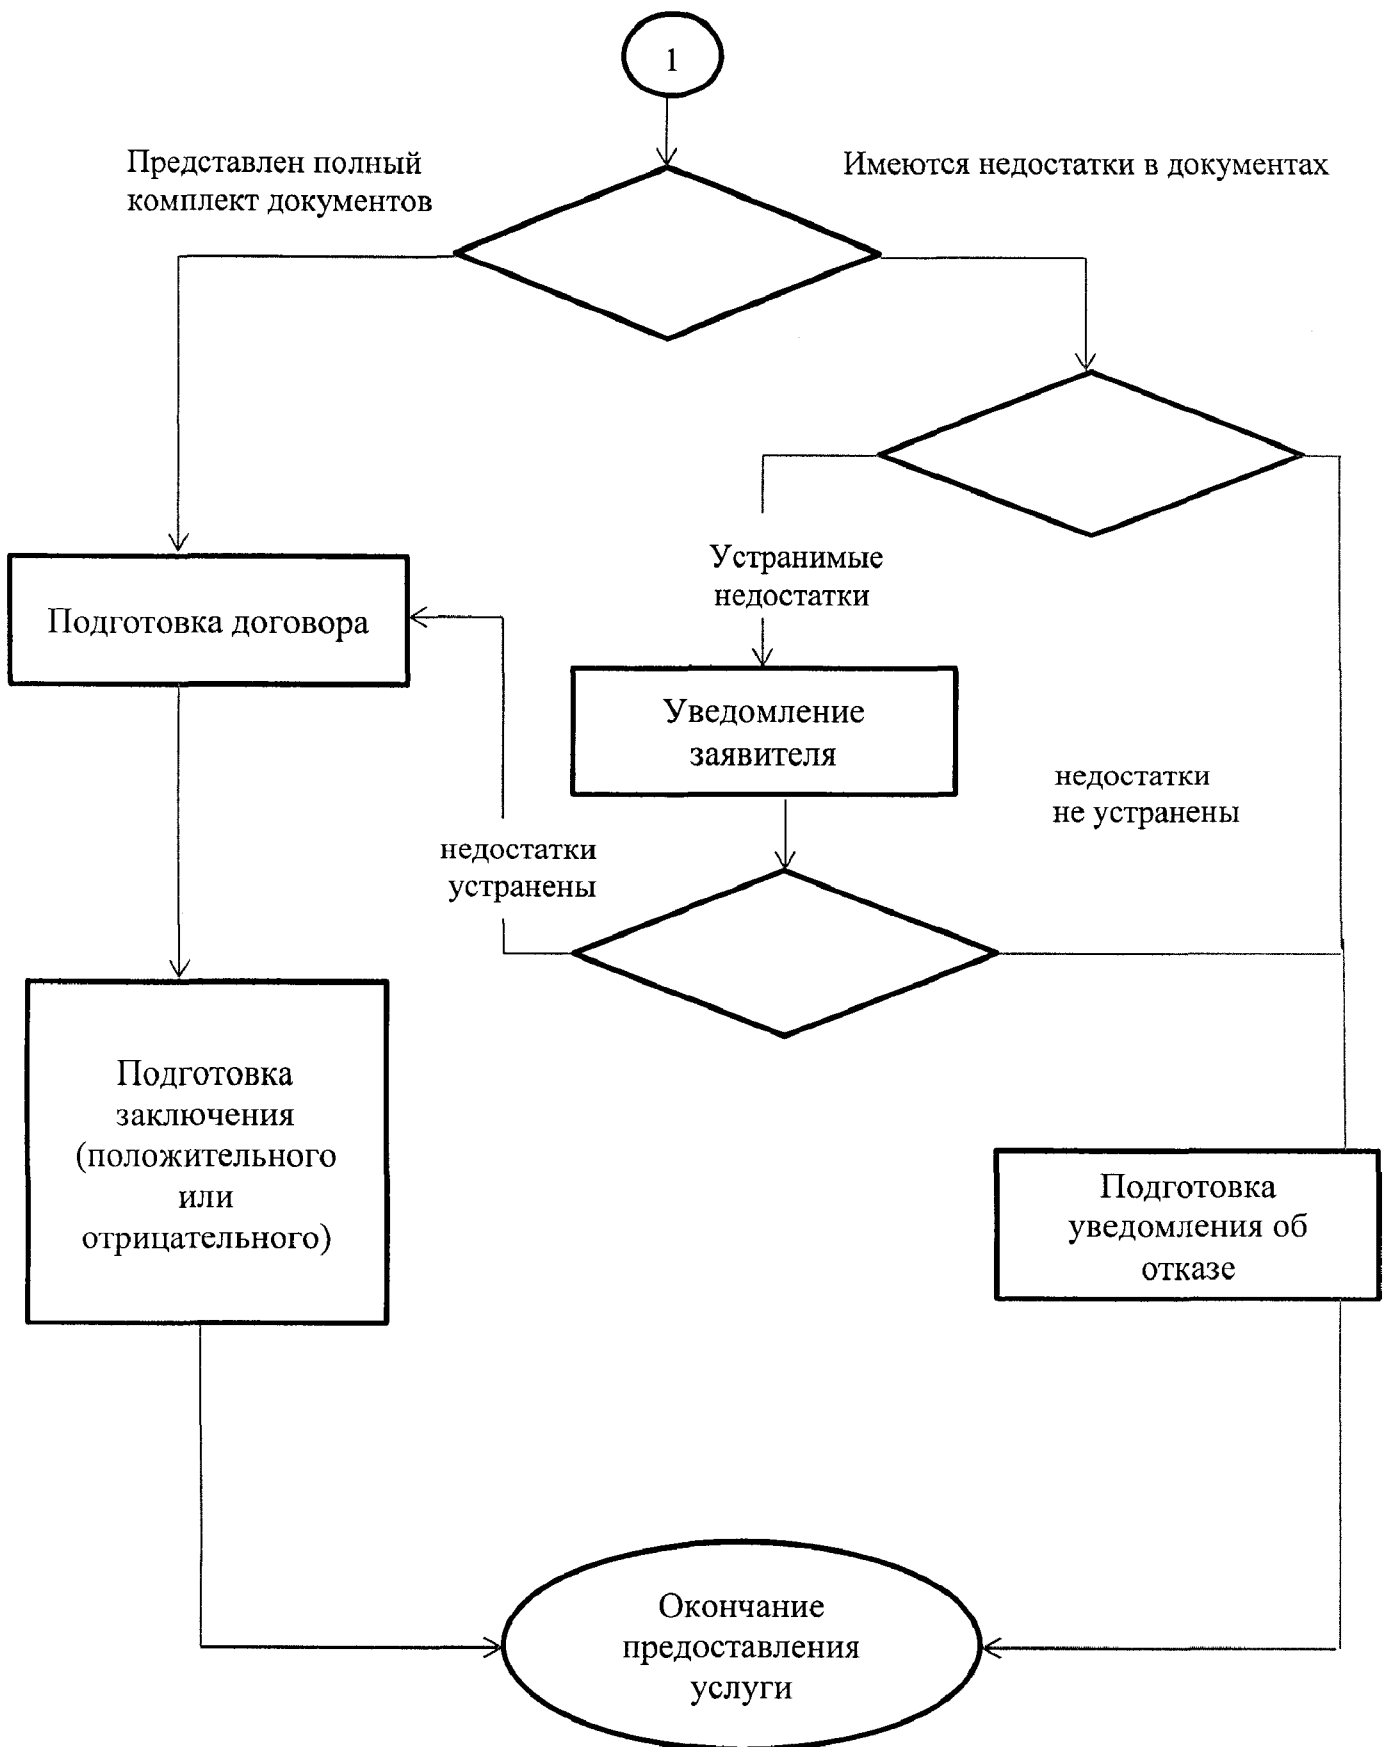 1
Представлен полный
комплект документов
Имеются недостатки в документах
Устранимые
недостатки
Подготовка договора
Уведомление
заявителя
недостатки
не устранены
недостатки
устранены
Подготовка
заключения
(положительного
или
отрицательного)
Подготовка
уведомления об
отказе
Окончание
предоставления
услуги